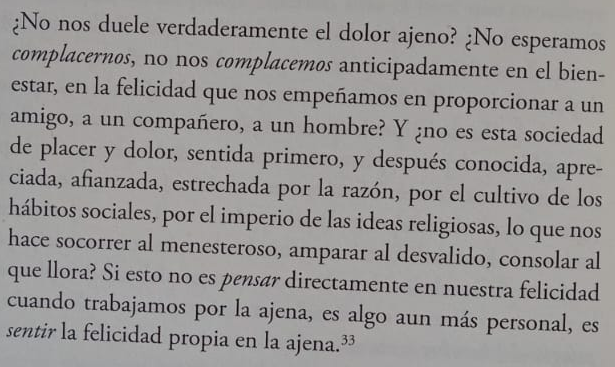 ¿No nos duele verdaderamente el dolor ajeno? ¿No esperamos
complacernos, no nos complacemos anticipadamente en el bien-
estar, en la felicidad que nos empeñamos en proporcionar a un
amigo, a un compañero, a un hombre? Y ¿no es esta sociedad
de placer y dolor, sentida primero, y después conocida, apre-
ciada, afianzada, estrechada por la razón, por el cultivo de los
hábitos sociales, por el imperio de las ideas religiosas, lo que nos
hace socorrer al menesteroso, amparar al desvalido, consolar al
que llora? Si esto no es pensar directamente en nuestra felicidad
cuando trabajamos por la ajena, es algo aun más personal, es
sentir la felicidad propia en la ajena.³³